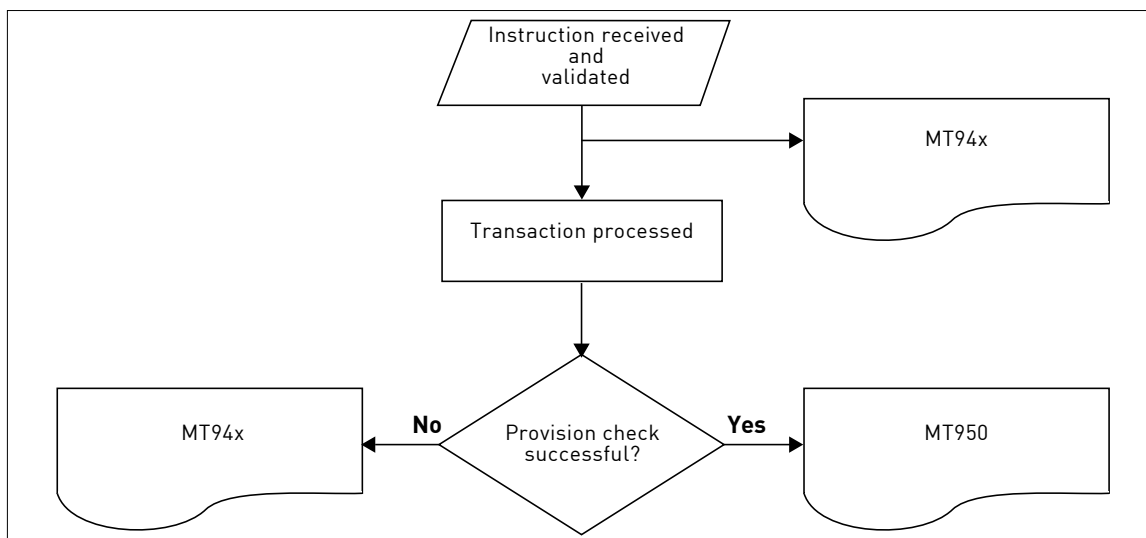 Instruction received
and
validated
MT94x
Transaction processed
No
Yes
MT94x
Provision check
successful?
MT950